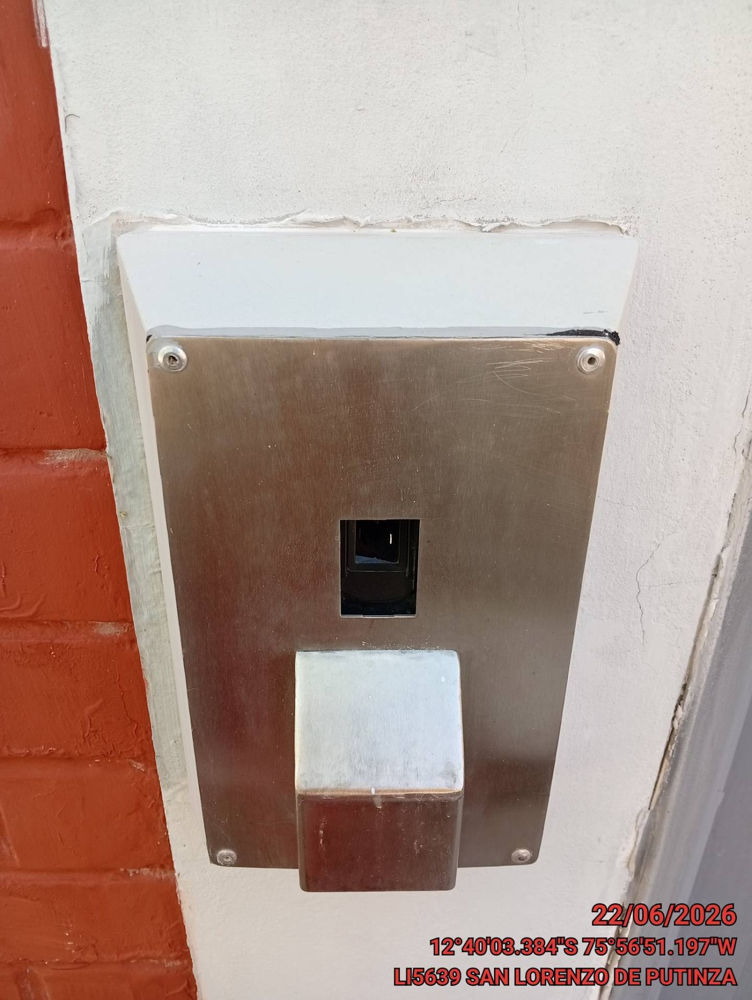 22/06/2026
12°40'03.384"S 75°56'51.197"W
LI5639 SAN LORENZO DE PUTINZA